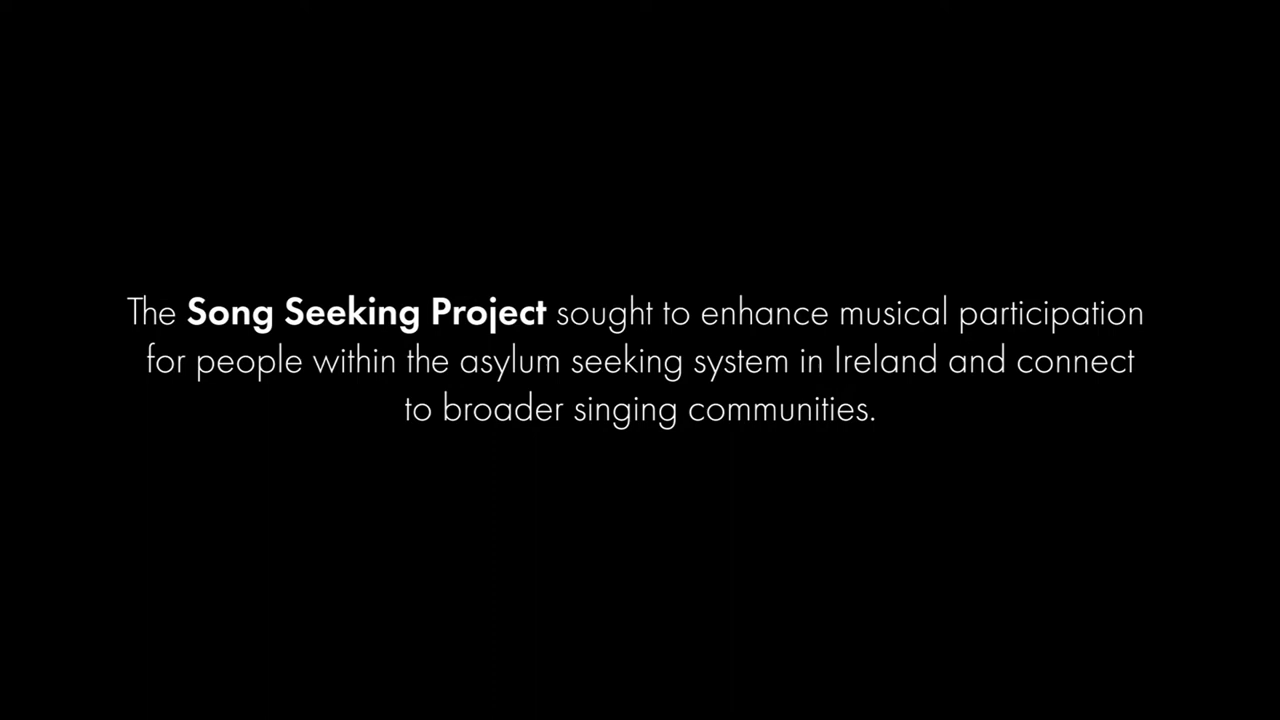 The Song Seeking Project sought to enhance musical participation
for people within the asylum seeking system in Ireland and connect
to broader singing communities.